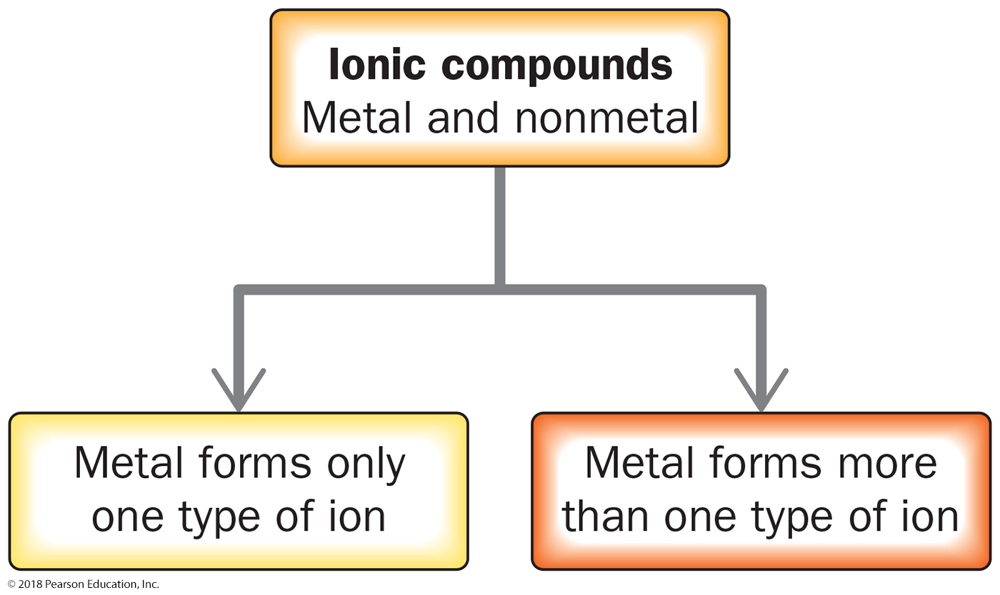 Ionic compounds
Metal and nonmetal
Metal forms only
one type of ion
Metal forms more
than one type of ion
© 2018 Pearson Education, Inc.